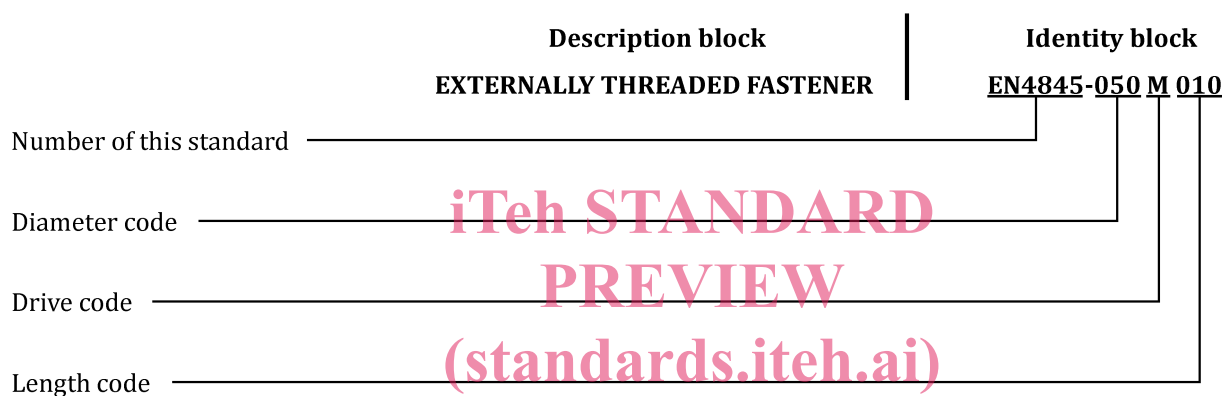 Description block Identity block
EXTERNALLY THREADED FASTENER EN4845-050 M 010
Number of this standard
Diameter code
Drive code
Length code
iTeh STANDARD
PREVIEW
(standards.iteh.ai)